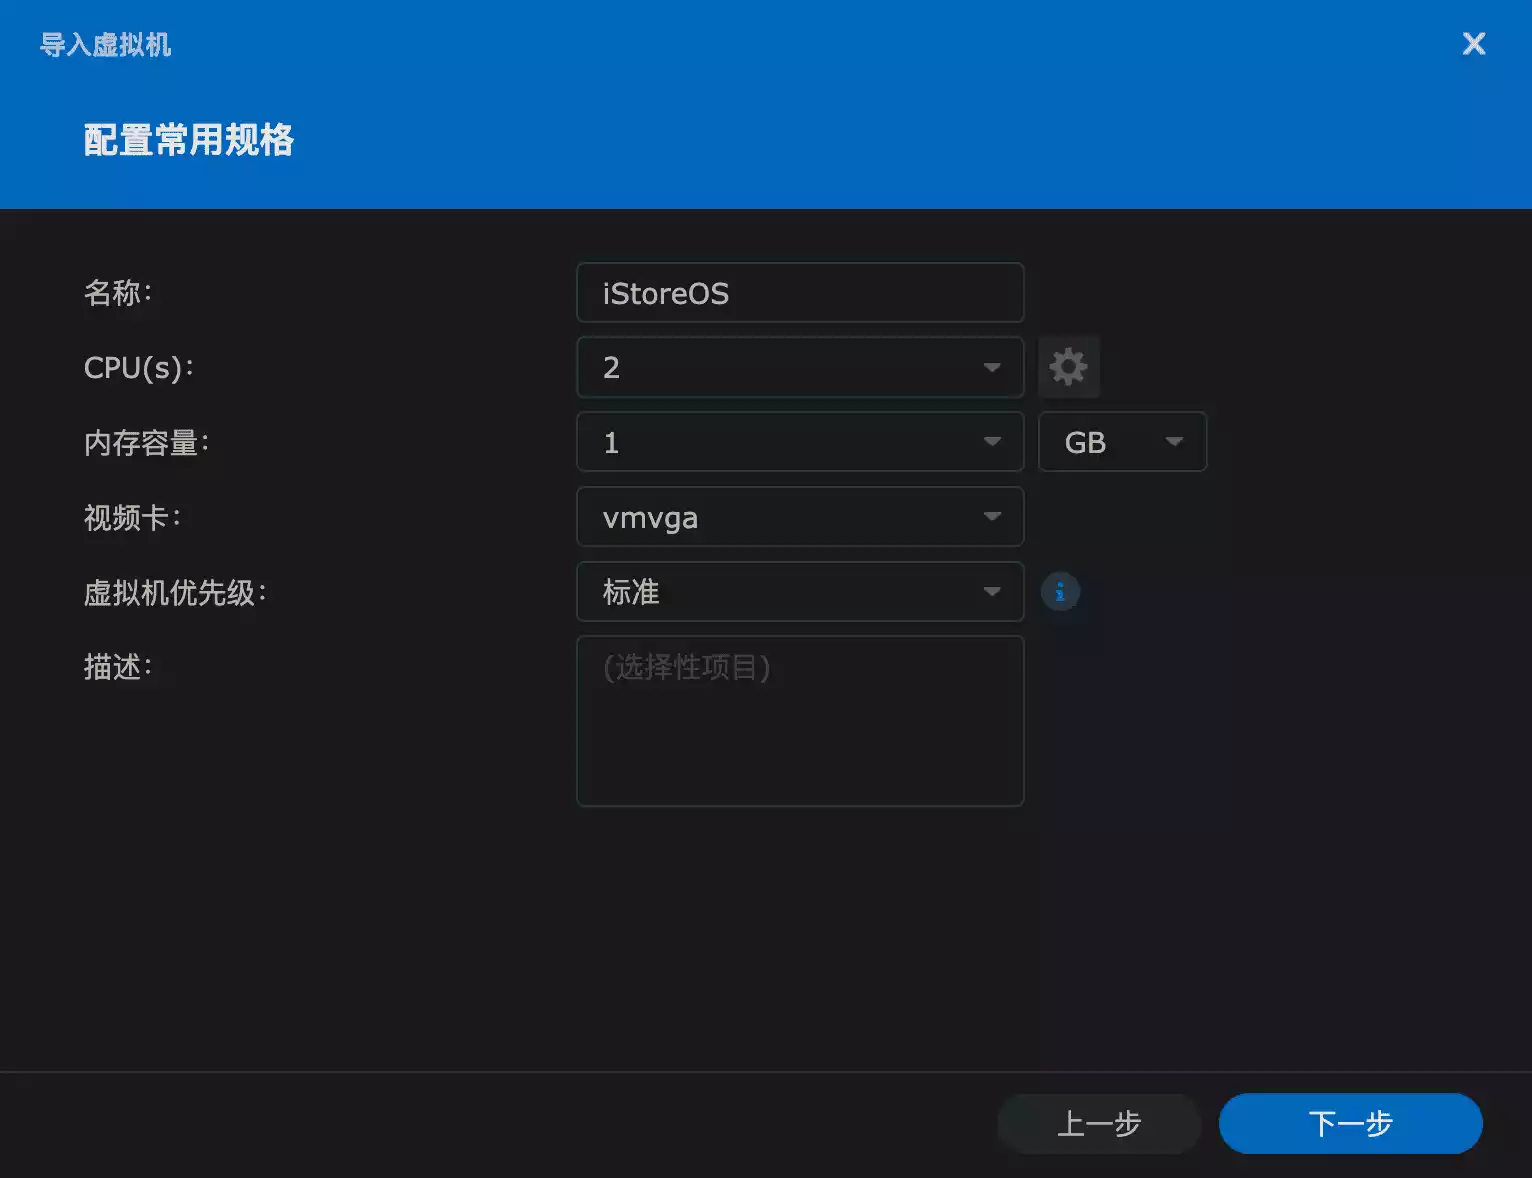 导入虚拟机
X
配置常用规格
名称：
iStoreOS
CPU(s)：
2
内存容量：
1
GB
视频卡：
vmvga
虚拟机优先级：
标准
i
描述：
(选择性项目)
上一步
下一步